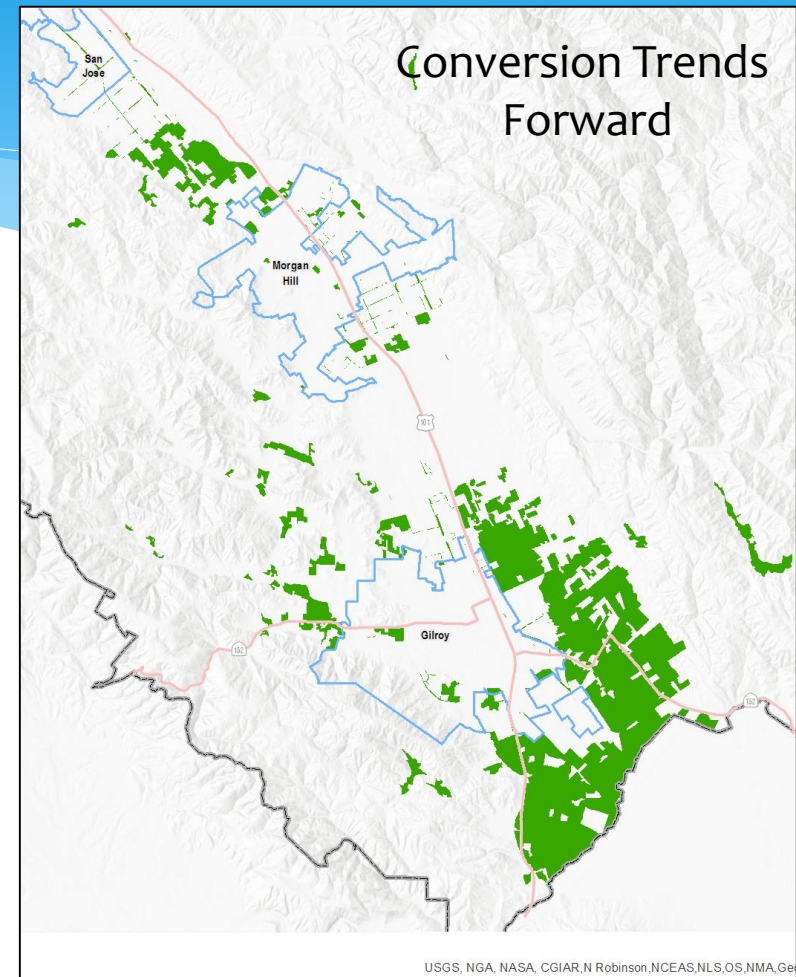 Conversion Trends
Forward
San
Jose
Morgan
Hill
101
152
Gilroy
152
USGS, NGA, NASA, CGIAR,N Robinson,NCEAS,NLS,OS,NMA,Geo